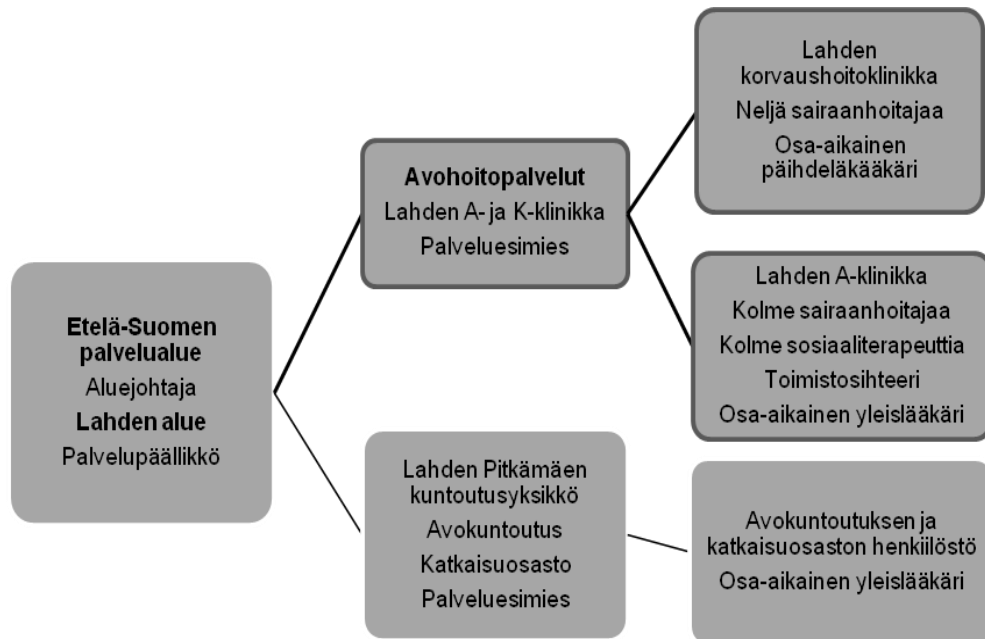 Etelä-Suomen
palvelualue
Aluejohtaja
Lahden alue
Palvelupäällikkö
Avohoitopalvelut
Lahden A- ja K-klinikka
Palveluesimies
Lahden
korvaushoitoklinikka
Neljä sairaanhoitajaa
Osa-aikainen
päihdeläkääkäri
Lahden A-klinikka
Kolme sairaanhoitajaa
Kolme sosiaaliterapeuttia
Toimistosihteeri
Osa-aikainen yleislääkäri
Lahden Pitkämäen
kuntoutusyksikkö
Avokuntoutus
Katkaisuosasto
Palveluesimies
Avokuntoutuksen ja
katkaisuosaston henkiilöstö
Osa-aikainen yleislääkäri